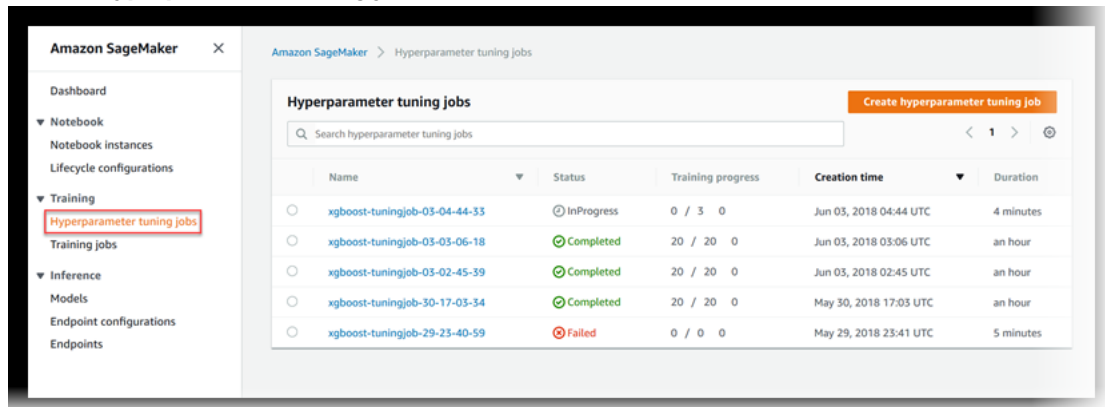 Amazon SageMaker ×
Dashboard
Notebook
Notebook instances
Lifecycle configurations
Training
Hyperparameter tuning jobs
Training jobs
Inference
Models
Endpoint configurations
Endpoints
Amazon SageMaker > Hyperparameter tuning jobs
Hyperparameter tuning jobs Create hyperparameter tuning job
Search hyperparameter tuning jobs < 1 >
Name Status Training progress Creation time Duration
xgboost-tuningjob-03-04-44-33 InProgress 0 / 3 0 Jun 03, 2018 04:44 UTC 4 minutes
xgboost-tuningjob-03-03-06-18 Completed 20 / 20 0 Jun 03, 2018 03:06 UTC an hour
xgboost-tuningjob-03-02-45-39 Completed 20 / 20 0 Jun 03, 2018 02:45 UTC an hour
xgboost-tuningjob-30-17-03-34 Completed 20 / 20 0 May 30, 2018 17:03 UTC an hour
xgboost-tuningjob-29-23-40-59 Failed 0 / 0 0 May 29, 2018 23:41 UTC 5 minutes